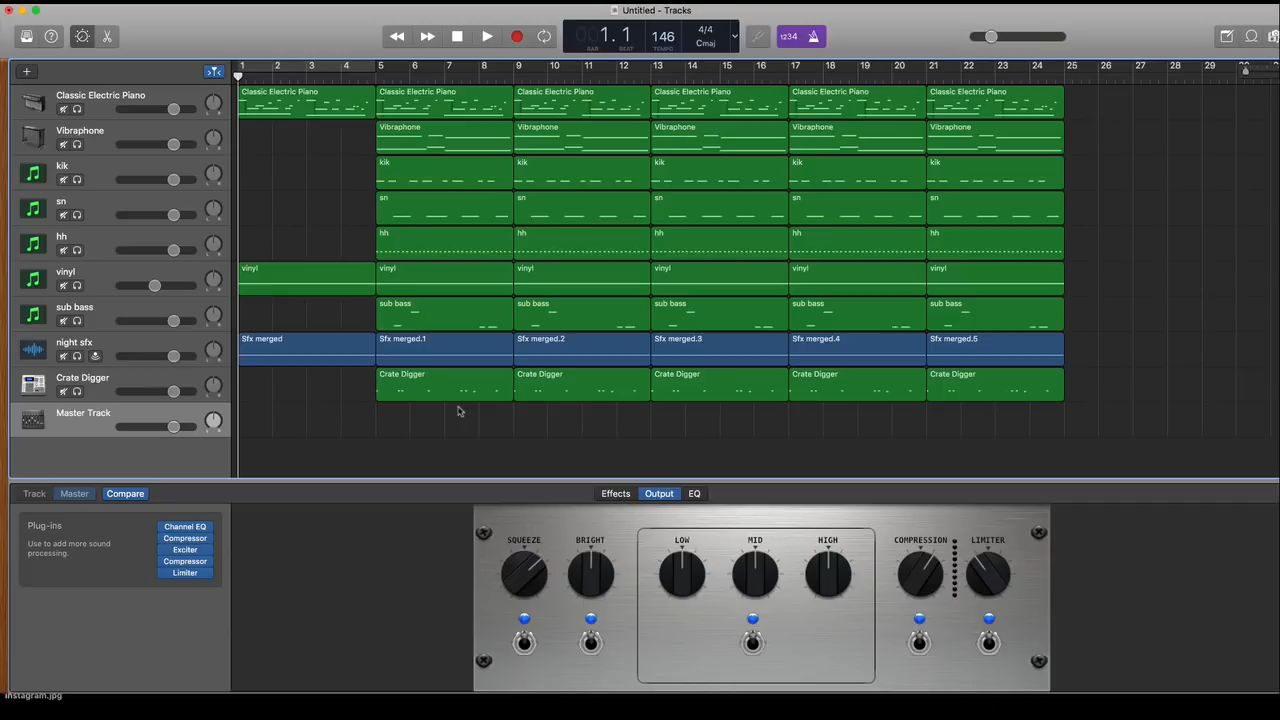 Untitled - Tracks
1. 1
BAR BEAT
146
TEMPO
4/4
Cmaj
1234
1 2 3 4 5 6 7 8 9 10 11 12 13 14 15 16 17 18 19 20 21 22 23 24 25 26 27 28 29
Classic Electric Piano
Classic Electric Piano Classic Electric Piano Classic Electric Piano Classic Electric Piano Classic Electric Piano Classic Electric Piano
Vibraphone
Vibraphone Vibraphone Vibraphone Vibraphone Vibraphone
kik
kik kik kik kik kik
sn
sn sn sn sn sn
hh
hh hh hh hh hh
vinyl
vinyl vinyl vinyl vinyl vinyl vinyl
sub bass
sub bass sub bass sub bass sub bass sub bass
night sfx
Sfx merged Sfx merged.1 Sfx merged.2 Sfx merged.3 Sfx merged.4 Sfx merged.5
Crate Digger
Crate Digger Crate Digger Crate Digger Crate Digger Crate Digger
Master Track
Track Master Compare Effects Output EQ
Plug-ins
Use to add more sound
processing.
Channel EQ
Compressor
Exciter
Compressor
Limiter
SQUEEZE BRIGHT LOW MID HIGH COMPRESSION LIMITER
instagram.jpg